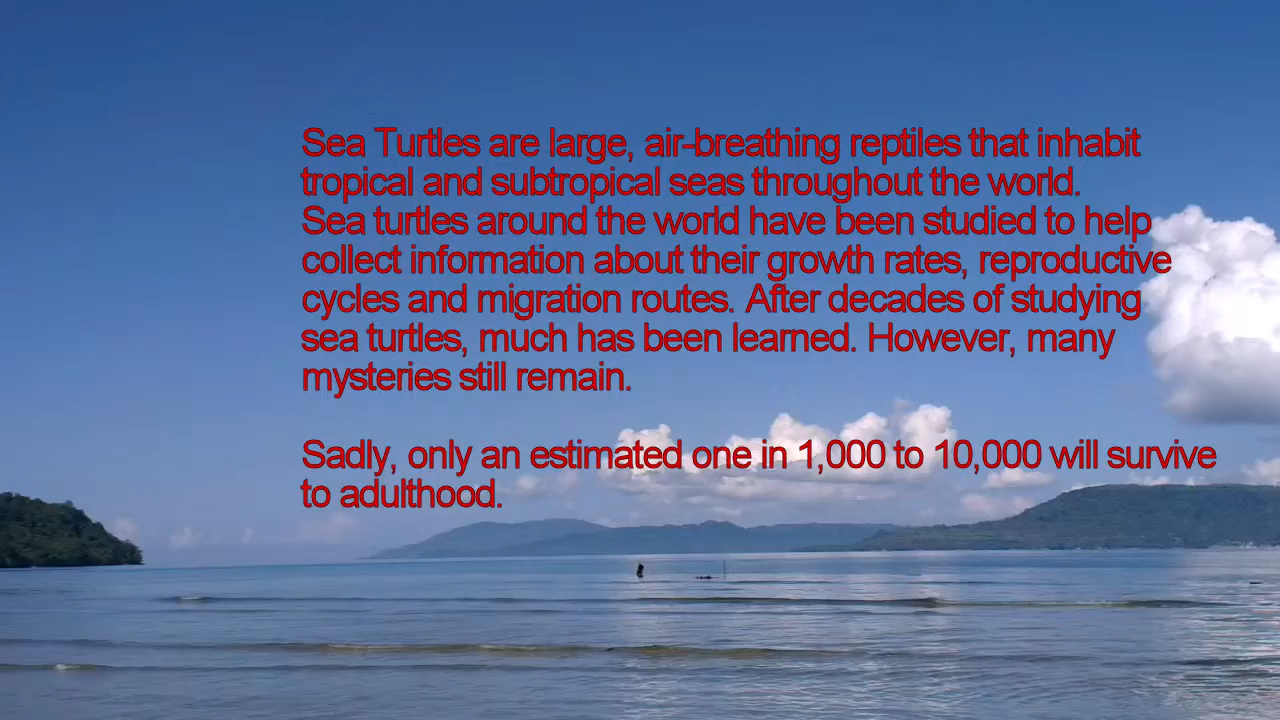 Sea Turtles are large, air-breathing reptiles that inhabit
tropical and subtropical seas throughout the world.
Sea turtles around the world have been studied to help
collect information about their growth rates, reproductive
cycles and migration routes. After decades of studying
sea turtles, much has been learned. However, many
mysteries still remain.

Sadly, only an estimated one in 1,000 to 10,000 will survive
to adulthood.